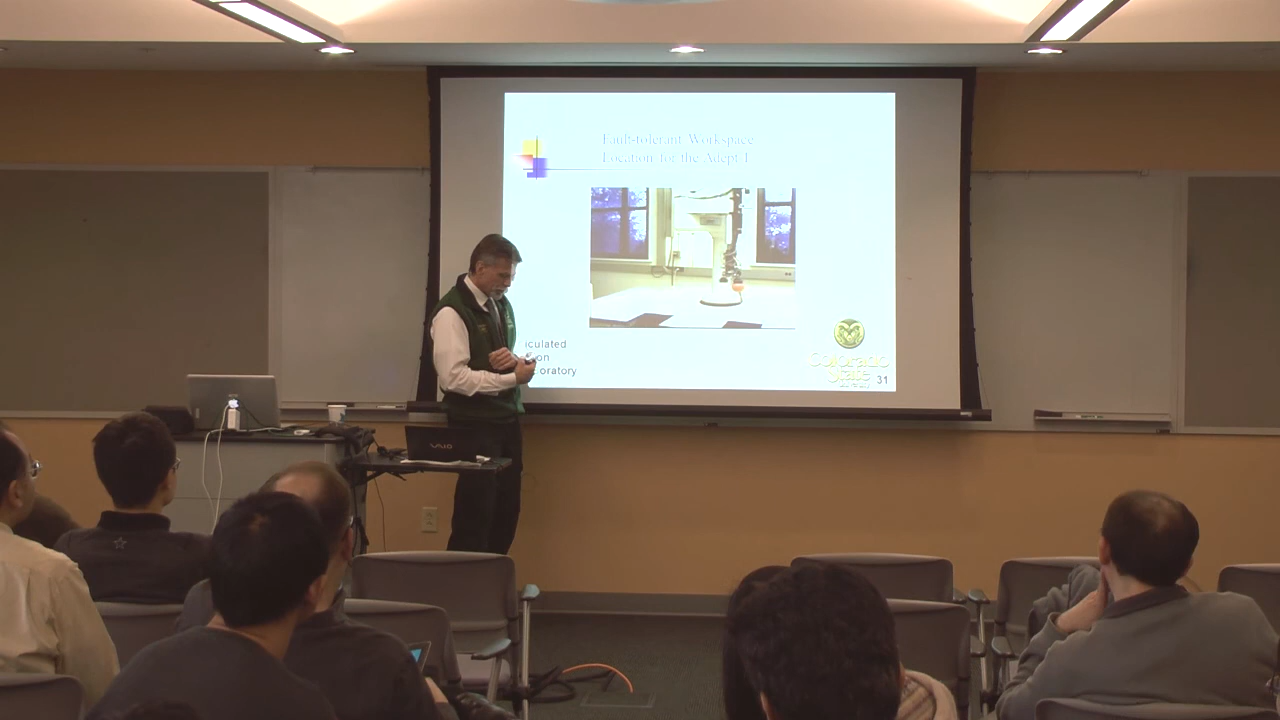 Fault-tolerant Workspace
Location for the Adept I
iculated
on
oratory
Colorado
State
31
VAIO